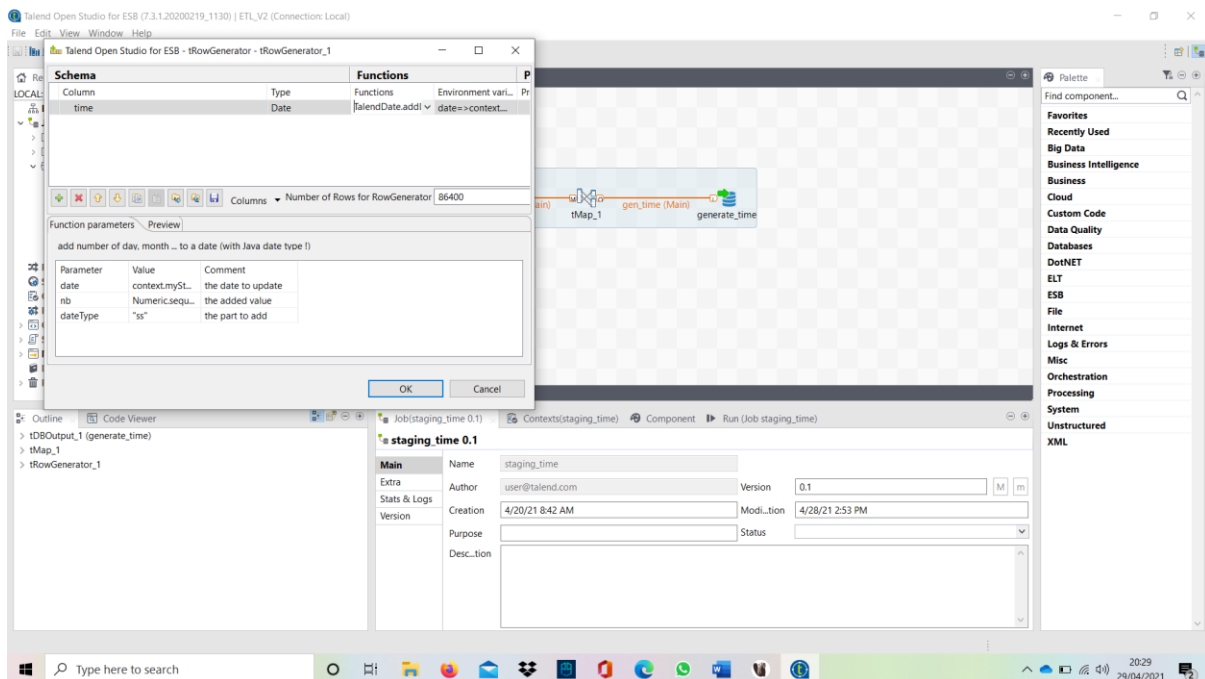 Talend Open Studio for ESB (7.3.1.20200219_1130) | ETL_V2 (Connection: Local)
File Edit View Window Help
Talend Open Studio for ESB - tRowGenerator - tRowGenerator_1
Schema Functions P
Column Type Functions Environment vari... Pr
time Date TalendDate.addl date=>context...
Columns Number of Rows for RowGenerator 86400
Function parameters Preview
add number of day, month ... to a date (with Java date type !)
Parameter Value Comment
date context.mySt... the date to update
nb Numeric.sequ... the added value
dateType "ss" the part to add
OK Cancel
Re
LOCAL:
ain)
tMap_1
gen_time (Main)
generate_time
Palette
Find component...
Favorites
Recently Used
Big Data
Business Intelligence
Business
Cloud
Custom Code
Data Quality
Databases
DotNET
ELT
ESB
File
Internet
Logs & Errors
Misc
Orchestration
Processing
System
Unstructured
XML
Outline Code Viewer
tDBOutput_1 (generate_time)
tMap_1
tRowGenerator_1
Job(staging_time 0.1) Contexts(staging_time) Component Run (Job staging_time)
staging_time 0.1
Main
Extra
Stats & Logs
Version
Name staging_time
Author user@talend.com Version 0.1 M m
Creation 4/20/21 8:42 AM Modi...tion 4/28/21 2:53 PM
Purpose Status
Desc...tion
Type here to search
20:29
29/04/2021